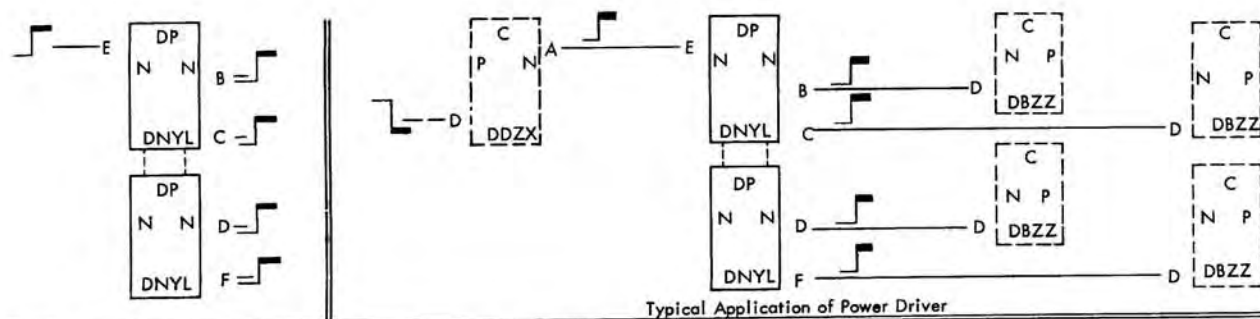 E
DP
N N
DNYL
B
C
DP
N N
DNYL
D
F
D
C
P N
DDZX
A
E
DP
N N
DNYL
B
C
DP
N N
DNYL
D
F
D
C
N P
DBZZ
D
C
N P
DBZZ
D
C
N P
DBZZ
D
C
N P
DBZZ
Typical Application of Power Driver